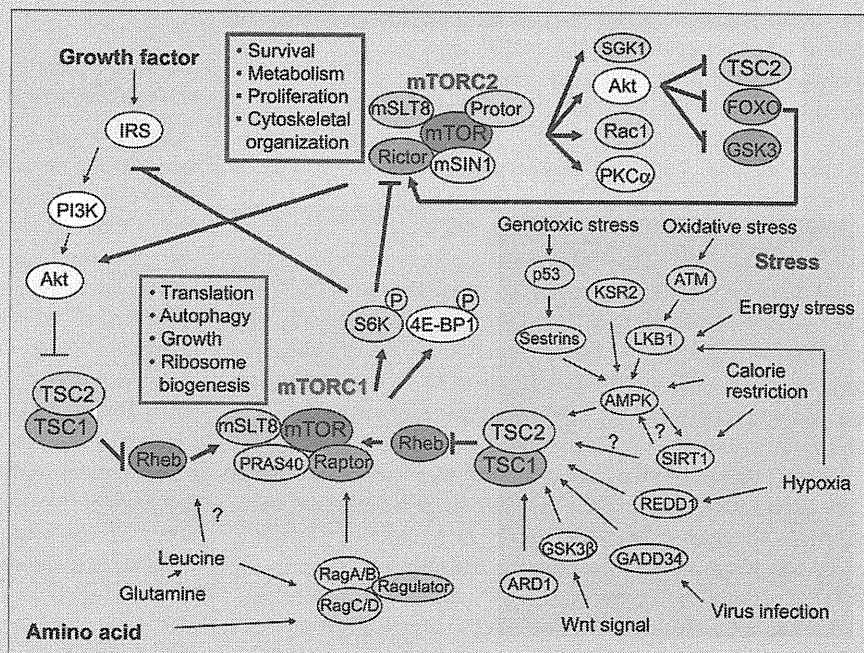 Growth factor
IRS
PI3K
Akt
TSC2
TSC1
Rheb
• Survival
• Metabolism
• Proliferation
• Cytoskeletal
organization
mTORC2
mSLT8
Protor
mTOR
Rictor
mSIN1
SGK1
Akt
Rac1
PKCα
TSC2
FOXO
GSK3
• Translation
• Autophagy
• Growth
• Ribosome
biogenesis
P
S6K
P
4E-BP1
mTORC1
mSLT8
mTOR
PRAS40
Raptor
Rheb
TSC2
TSC1
Genotoxic stress
Oxidative stress
Stress
p53
KSR2
ATM
Energy stress
Sestrins
LKB1
Calorie
restriction
AMPK
?
?
SIRT1
Hypoxia
REDD1
GSK3β
GADD34
ARD1
Virus infection
Wnt signal
?
Leucine
Glutamine
Amino acid
RagA/B
RagC/D
Ragulator